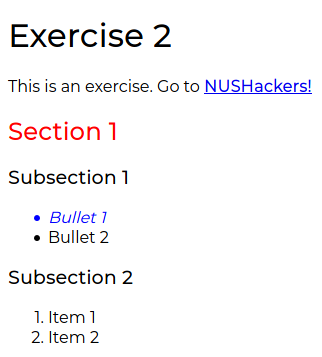 Exercise 2
This is an exercise. Go to NUSHackers!
Section 1
Subsection 1
• Bullet 1
• Bullet 2
Subsection 2
1. Item 1
2. Item 2